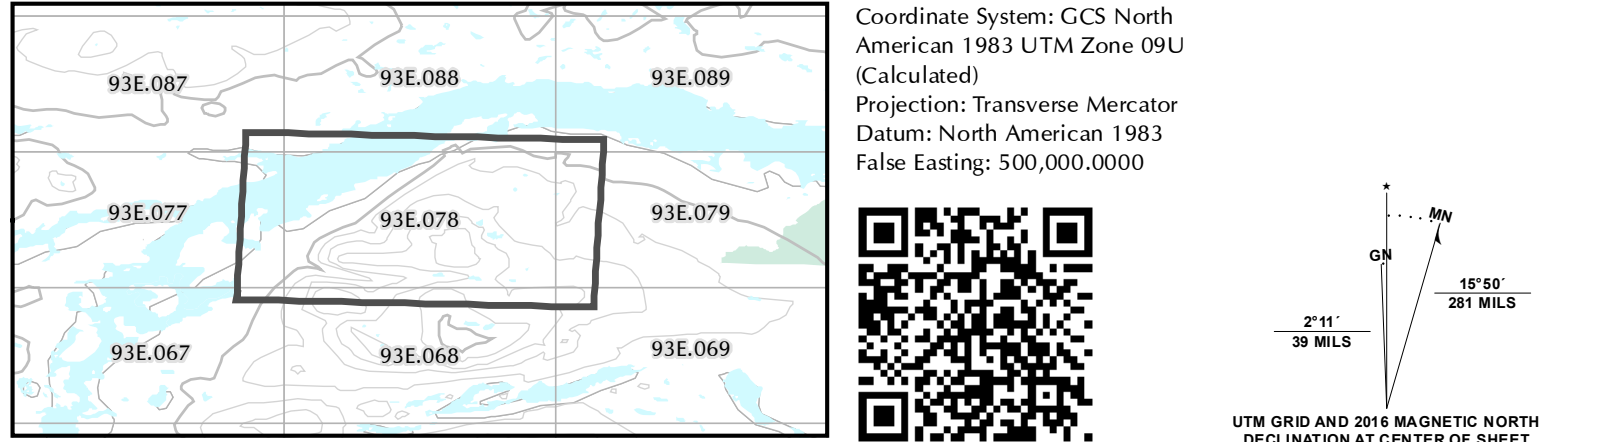 93E.087
93E.088
93E.089
93E.077
93E.078
93E.079
93E.067
93E.068
93E.069
Coordinate System: GCS North
American 1983 UTM Zone 09U
(Calculated)
Projection: Transverse Mercator
Datum: North American 1983
False Easting: 500,000.0000
MN
GN
15°50´
281 MILS
2°11´
39 MILS
UTM GRID AND 2016 MAGNETIC NORTH
DECLINATION AT CENTER OF SHEET